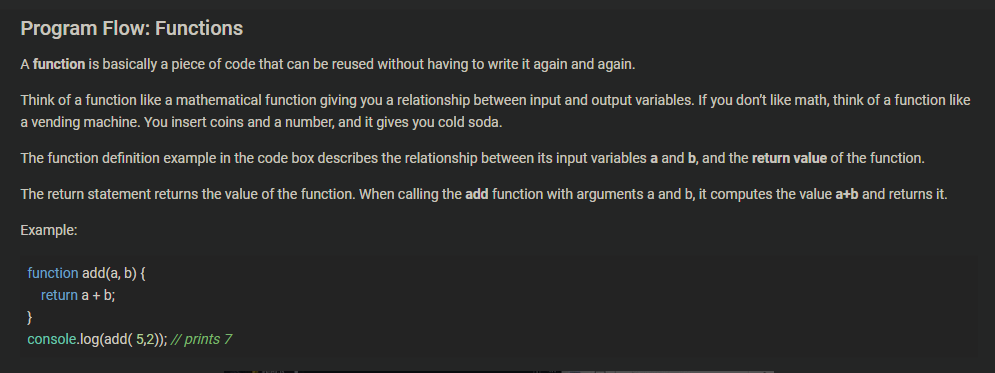 Program Flow: Functions
A function is basically a piece of code that can be reused without having to write it again and again.
Think of a function like a mathematical function giving you a relationship between input and output variables. If you don't like math, think of a function like
a vending machine. You insert coins and a number, and it gives you cold soda.
The function definition example in the code box describes the relationship between its input variables a and b, and the return value of the function.
The return statement returns the value of the function. When calling the add function with arguments a and b, it computes the value a+b and returns it.
Example:
function add(a, b) {
return a + b;
}
console.log(add( 5,2)); // prints 7